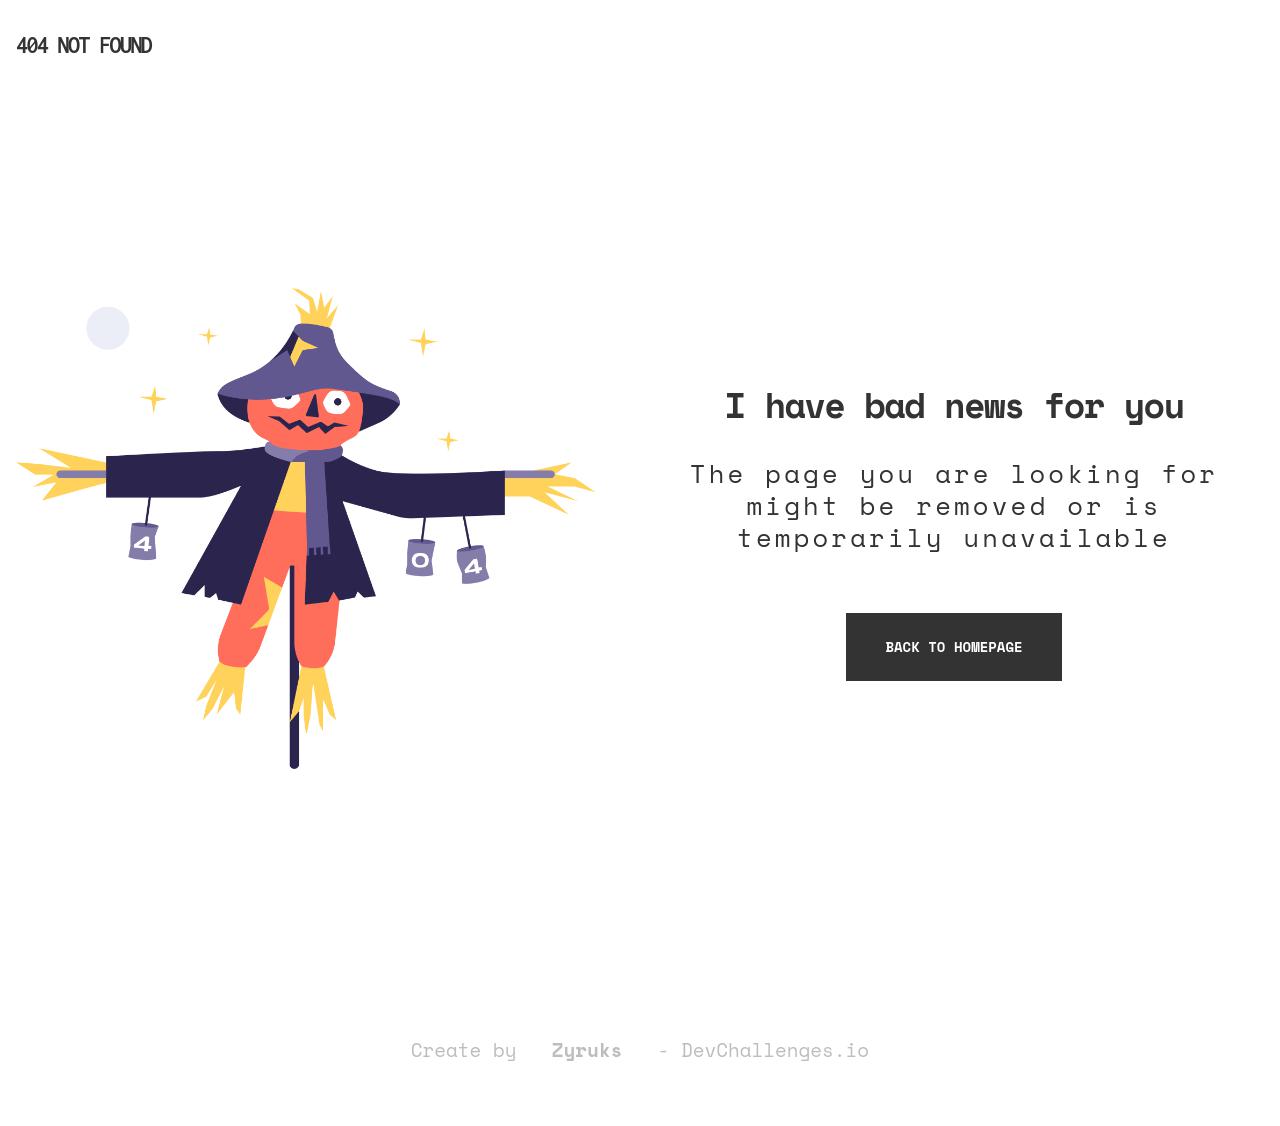 404 NOT FOUND
4
0
4
I have bad news for you
The page you are looking for
might be removed or is
temporarily unavailable
BACK TO HOMEPAGE
Create by Zyruks - DevChallenges.io